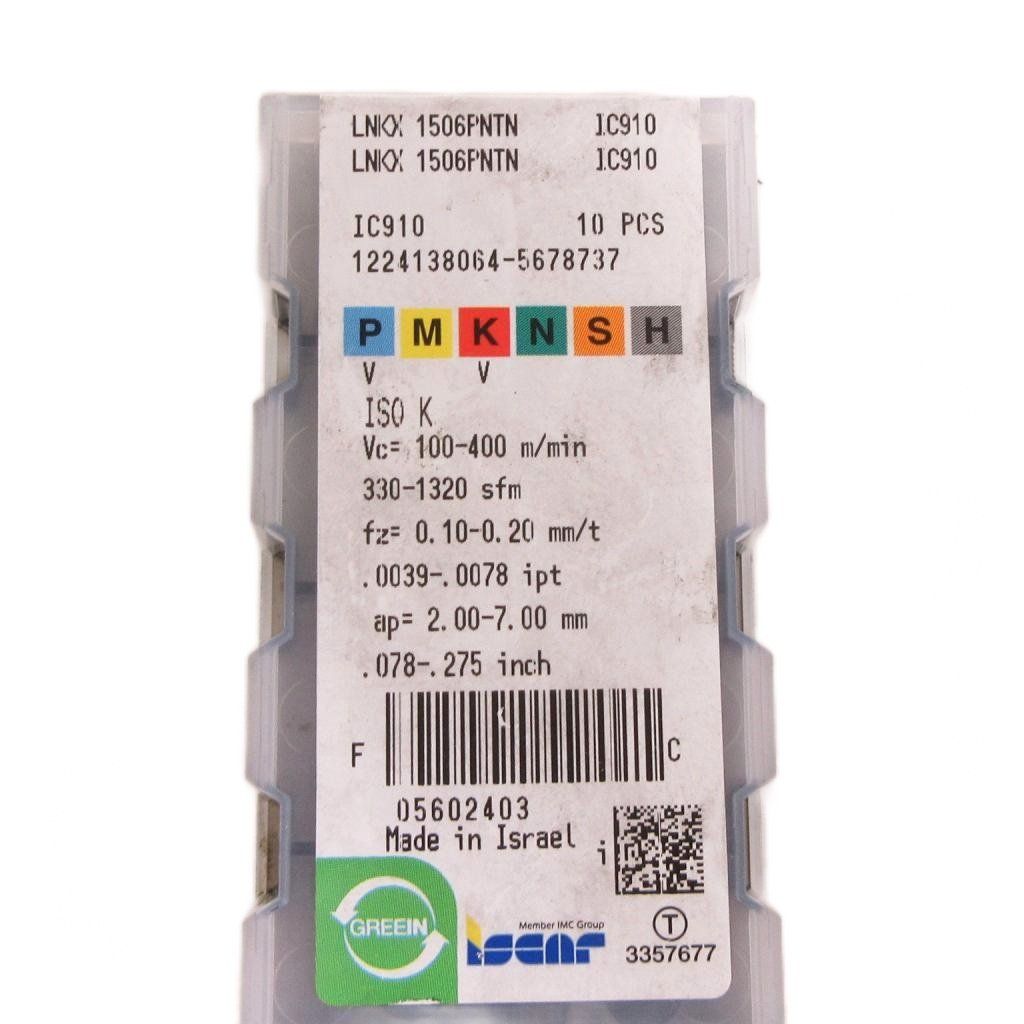 LNKX 1506PNTN IC910
LNKX 1506PNTN IC910
IC910 10 PCS
1224138064-5678737
P M K N S H
V V
ISO K
Vc= 100-400 m/min
330-1320 sfm
fz= 0.10-0.20 mm/t
.0039-.0078 ipt
ap= 2.00-7.00 mm
.078-.275 inch
F C
05602403
Made in Israel i
GREEIN
Member IMC Group
iscar
T
3357677